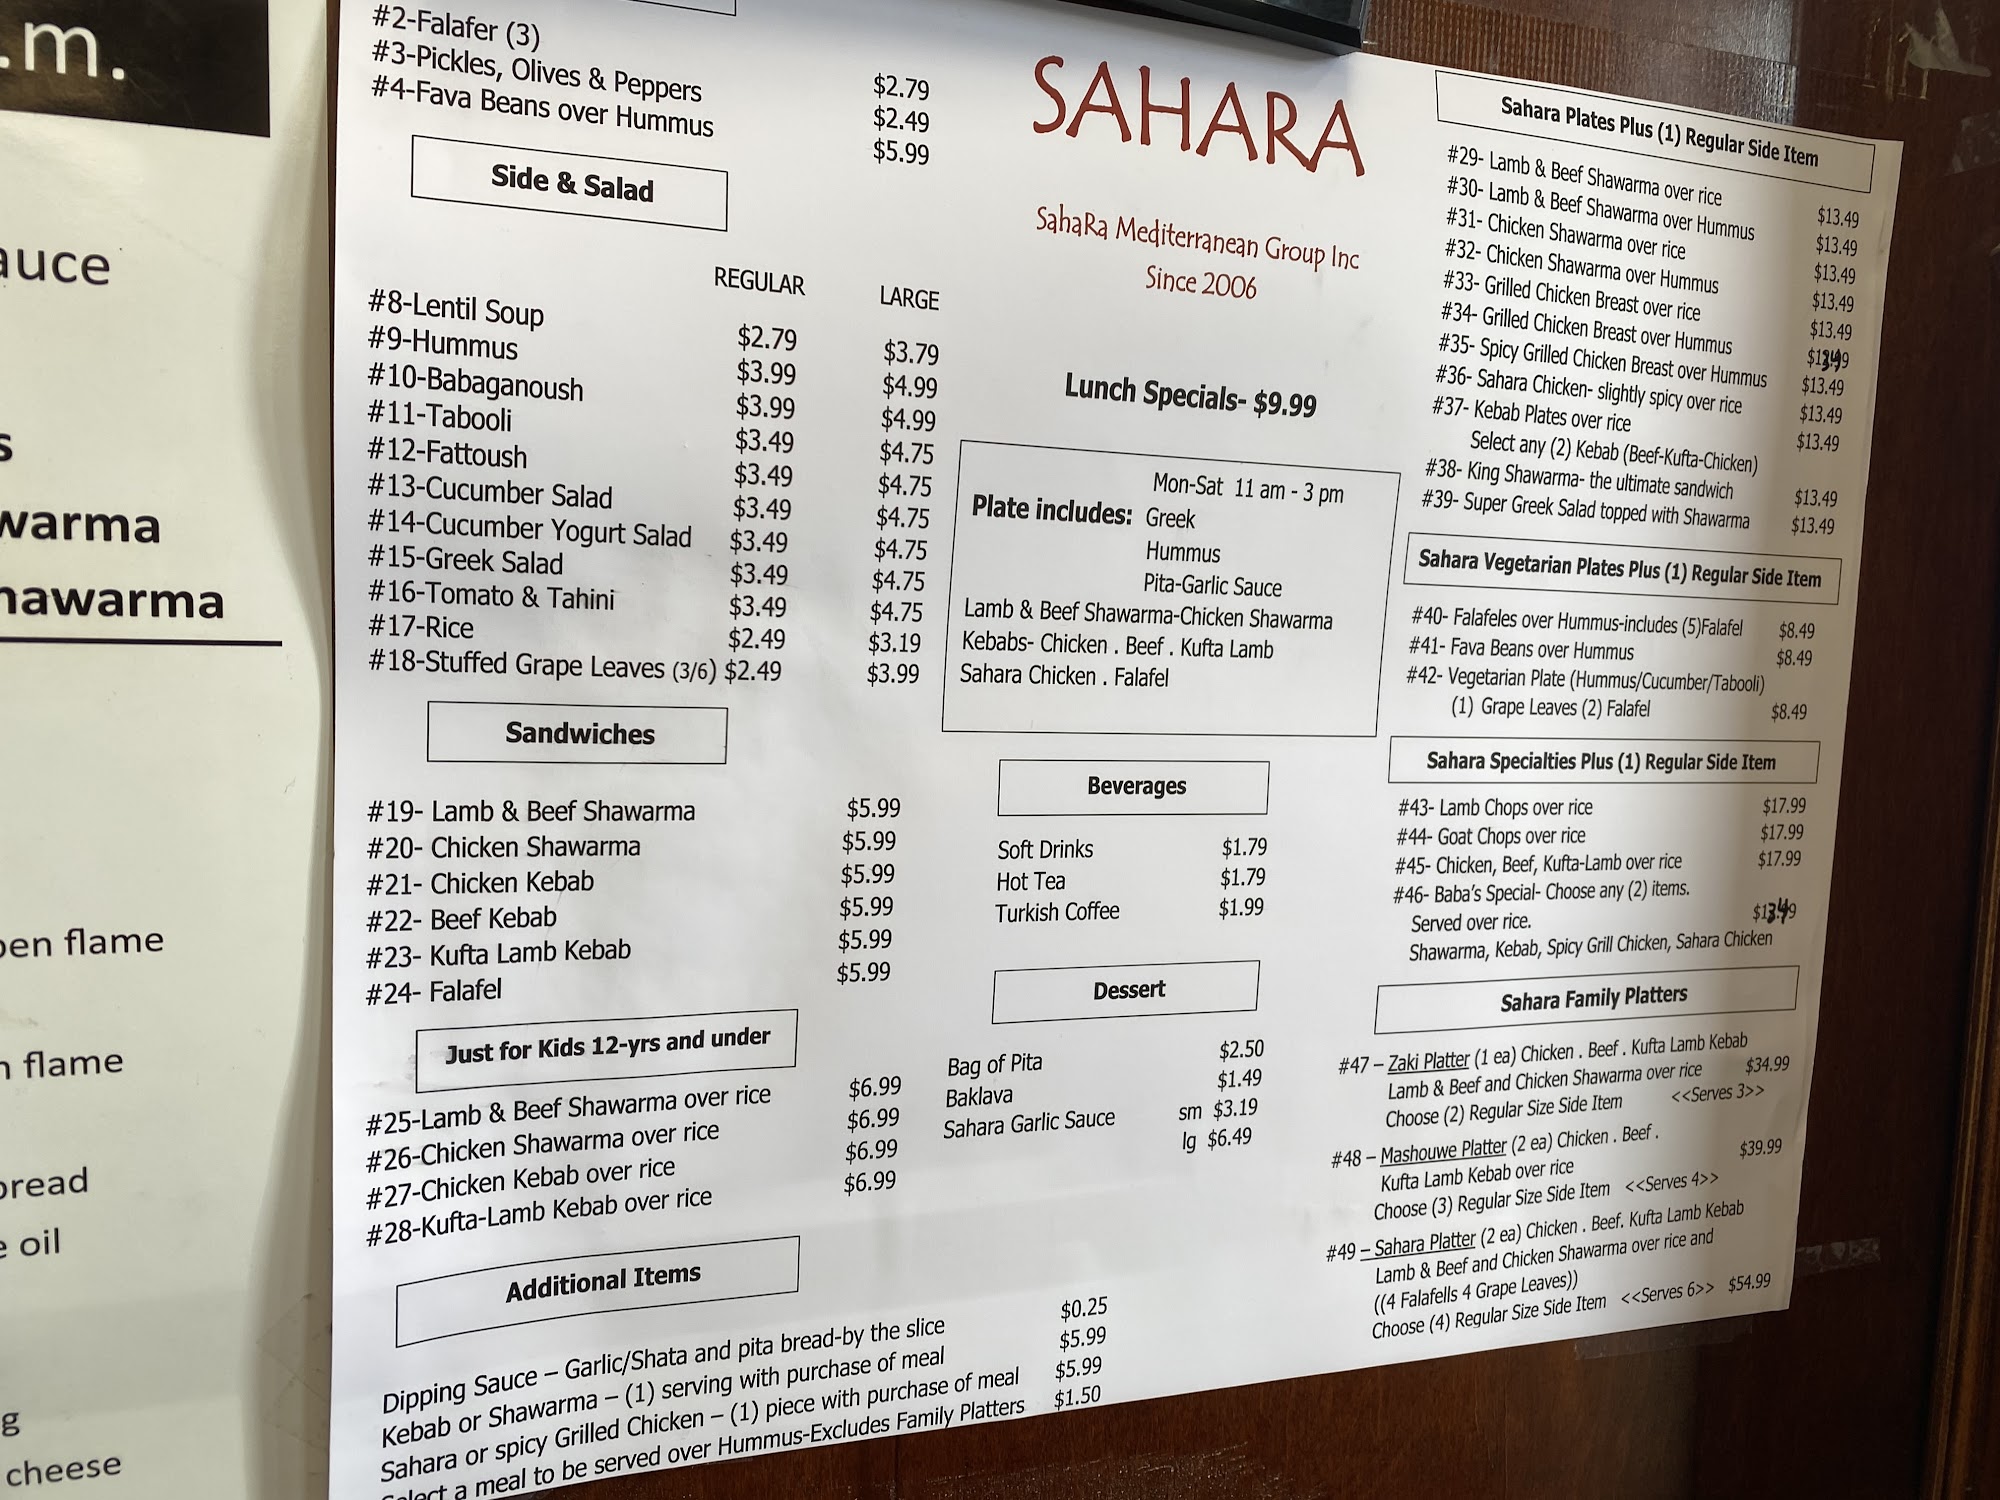 .m.
auce
s
warma
hawarma
pen flame
n flame
bread
e oil
g
cheese
#2-Falafer (3) $2.79
#3-Pickles, Olives & Peppers $2.49
#4-Fava Beans over Hummus $5.99
Side & Salad
REGULAR LARGE
#8-Lentil Soup $2.79 $3.79
#9-Hummus $3.99 $4.99
#10-Babaganoush $3.99 $4.99
#11-Tabooli $3.49 $4.75
#12-Fattoush $3.49 $4.75
#13-Cucumber Salad $3.49 $4.75
#14-Cucumber Yogurt Salad $3.49 $4.75
#15-Greek Salad $3.49 $4.75
#16-Tomato & Tahini $3.49 $4.75
#17-Rice $2.49 $3.19
#18-Stuffed Grape Leaves (3/6) $2.49 $3.99
Sandwiches
#19- Lamb & Beef Shawarma $5.99
#20- Chicken Shawarma $5.99
#21- Chicken Kebab $5.99
#22- Beef Kebab $5.99
#23- Kufta Lamb Kebab $5.99
#24- Falafel $5.99
Just for Kids 12-yrs and under
#25-Lamb & Beef Shawarma over rice $6.99
#26-Chicken Shawarma over rice $6.99
#27-Chicken Kebab over rice $6.99
#28-Kufta-Lamb Kebab over rice $6.99
Additional Items
Dipping Sauce – Garlic/Shata and pita bread-by the slice $0.25
Kebab or Shawarma – (1) serving with purchase of meal $5.99
Sahara or spicy Grilled Chicken – (1) piece with purchase of meal $5.99
Select a meal to be served over Hummus-Excludes Family Platters $1.50
SAHARA
SahaRa Mediterranean Group Inc
Since 2006
Lunch Specials- $9.99
Mon-Sat 11 am - 3 pm
Plate includes: Greek
Hummus
Pita-Garlic Sauce
Lamb & Beef Shawarma-Chicken Shawarma
Kebabs- Chicken . Beef . Kufta Lamb
Sahara Chicken . Falafel
Beverages
Soft Drinks $1.79
Hot Tea $1.79
Turkish Coffee $1.99
Dessert
Bag of Pita $2.50
Baklava $1.49
Sahara Garlic Sauce sm $3.19
lg $6.49
Sahara Plates Plus (1) Regular Side Item
#29- Lamb & Beef Shawarma over rice $13.49
#30- Lamb & Beef Shawarma over Hummus $13.49
#31- Chicken Shawarma over rice $13.49
#32- Chicken Shawarma over Hummus $13.49
#33- Grilled Chicken Breast over rice $13.49
#34- Grilled Chicken Breast over Hummus $13.49
#35- Spicy Grilled Chicken Breast over Hummus $13.49
#36- Sahara Chicken- slightly spicy over rice $13.49
#37- Kebab Plates over rice $13.49
Select any (2) Kebab (Beef-Kufta-Chicken)
#38- King Shawarma- the ultimate sandwich $13.49
#39- Super Greek Salad topped with Shawarma $13.49
Sahara Vegetarian Plates Plus (1) Regular Side Item
#40- Falafeles over Hummus-includes (5)Falafel $8.49
#41- Fava Beans over Hummus $8.49
#42- Vegetarian Plate (Hummus/Cucumber/Tabooli)
(1) Grape Leaves (2) Falafel $8.49
Sahara Specialties Plus (1) Regular Side Item
#43- Lamb Chops over rice $17.99
#44- Goat Chops over rice $17.99
#45- Chicken, Beef, Kufta-Lamb over rice $17.99
#46- Baba's Special- Choose any (2) items.
Served over rice. $13.49
Shawarma, Kebab, Spicy Grill Chicken, Sahara Chicken
Sahara Family Platters
#47 – Zaki Platter (1 ea) Chicken . Beef . Kufta Lamb Kebab
Lamb & Beef and Chicken Shawarma over rice $34.99
Choose (2) Regular Size Side Item <<Serves 3>>
#48 – Mashouwe Platter (2 ea) Chicken . Beef .
Kufta Lamb Kebab over rice $39.99
Choose (3) Regular Size Side Item <<Serves 4>>
#49 – Sahara Platter (2 ea) Chicken . Beef. Kufta Lamb Kebab
Lamb & Beef and Chicken Shawarma over rice and
((4 Falafells 4 Grape Leaves))
Choose (4) Regular Size Side Item <<Serves 6>> $54.99